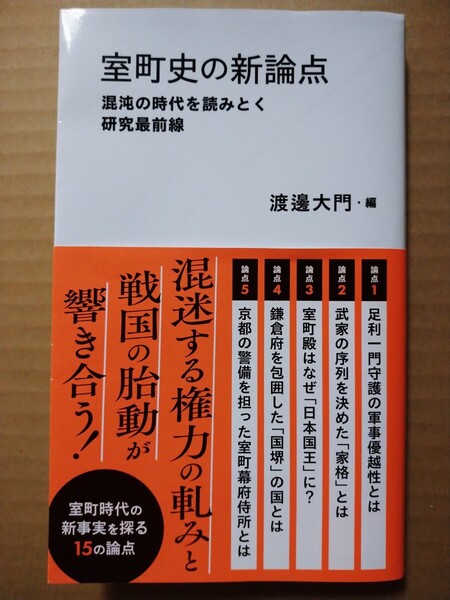 室町史の新論点
混沌の時代を読みとく
研究最前線
渡邊大門・編
論点1
足利一門守護の軍事優越性とは
論点2
武家の序列を決めた「家格」とは
論点3
室町殿はなぜ「日本国王」に？
論点4
鎌倉府を包囲した「国堺」の国とは
論点5
京都の警備を担った室町幕府侍所とは
混迷する権力の軋みと
戦国の胎動が
響き合う！
室町時代の
新事実を探る
15の論点